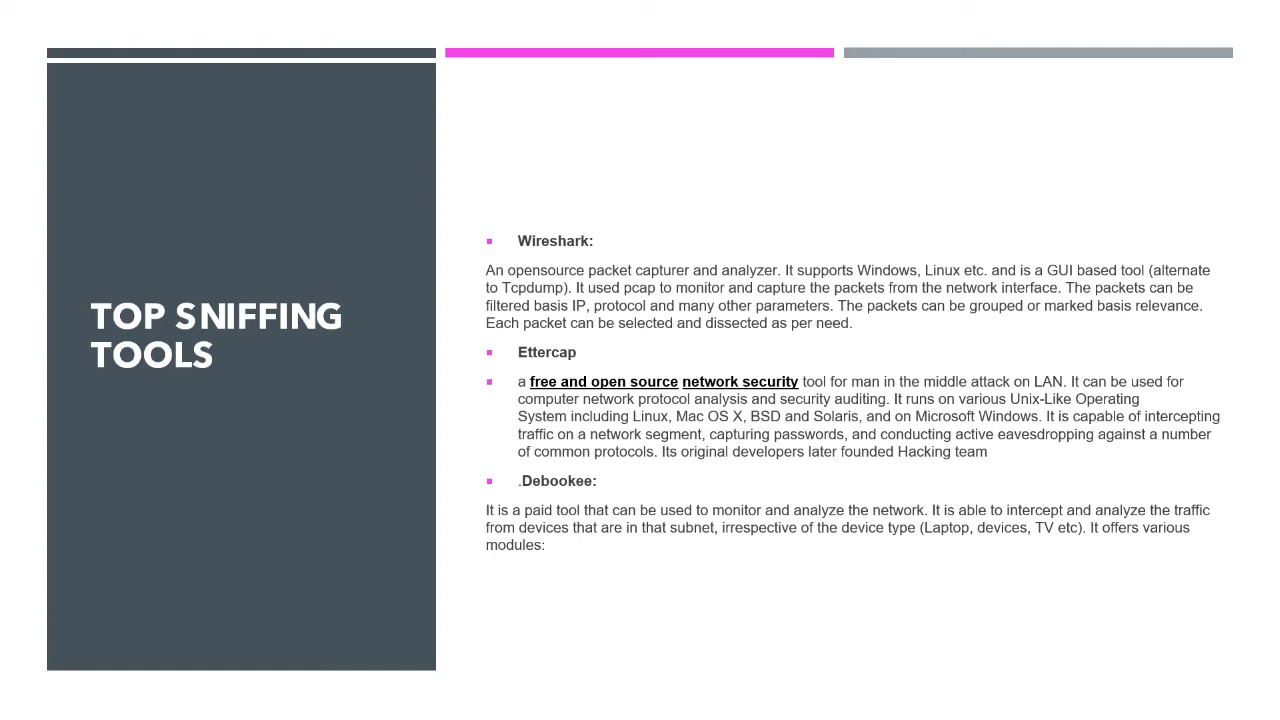 TOP SNIFFING
TOOLS
Wireshark:
An opensource packet capturer and analyzer. It supports Windows, Linux etc. and is a GUI based tool (alternate
to Tcpdump). It used pcap to monitor and capture the packets from the network interface. The packets can be
filtered basis IP, protocol and many other parameters. The packets can be grouped or marked basis relevance.
Each packet can be selected and dissected as per need.
Ettercap
a free and open source network security tool for man in the middle attack on LAN. It can be used for
computer network protocol analysis and security auditing. It runs on various Unix-Like Operating
System including Linux, Mac OS X, BSD and Solaris, and on Microsoft Windows. It is capable of intercepting
traffic on a network segment, capturing passwords, and conducting active eavesdropping against a number
of common protocols. Its original developers later founded Hacking team
.Debookee:
It is a paid tool that can be used to monitor and analyze the network. It is able to intercept and analyze the traffic
from devices that are in that subnet, irrespective of the device type (Laptop, devices, TV etc). It offers various
modules: